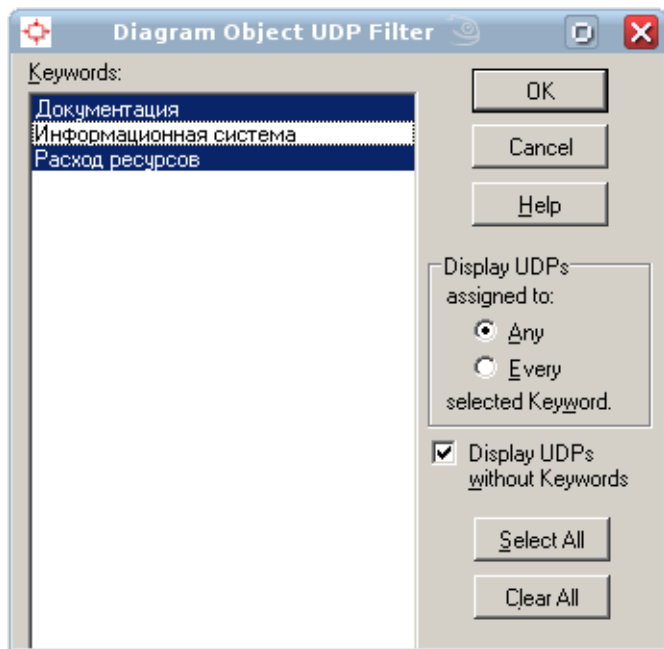 Diagram Object UDP Filter
Keywords:
Документация
Информационная система
Расход ресурсов
OK
Cancel
Help
Display UDPs
assigned to:
Any
Every
selected Keyword.
Display UDPs
without Keywords
Select All
Clear All